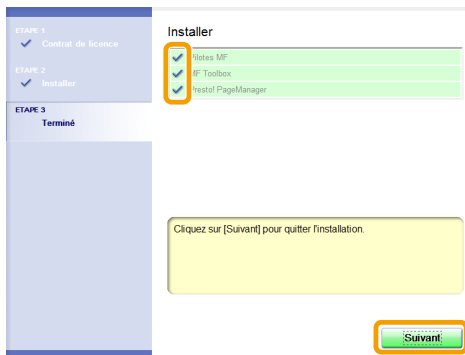 ETAPE 1
Contrat de licence
ETAPE 2
Installer
ETAPE 3
Terminé
Installer
Pilotes MF
MF Toolbox
Presto! PageManager
Cliquez sur [Suivant] pour quitter l'installation.
Suivant